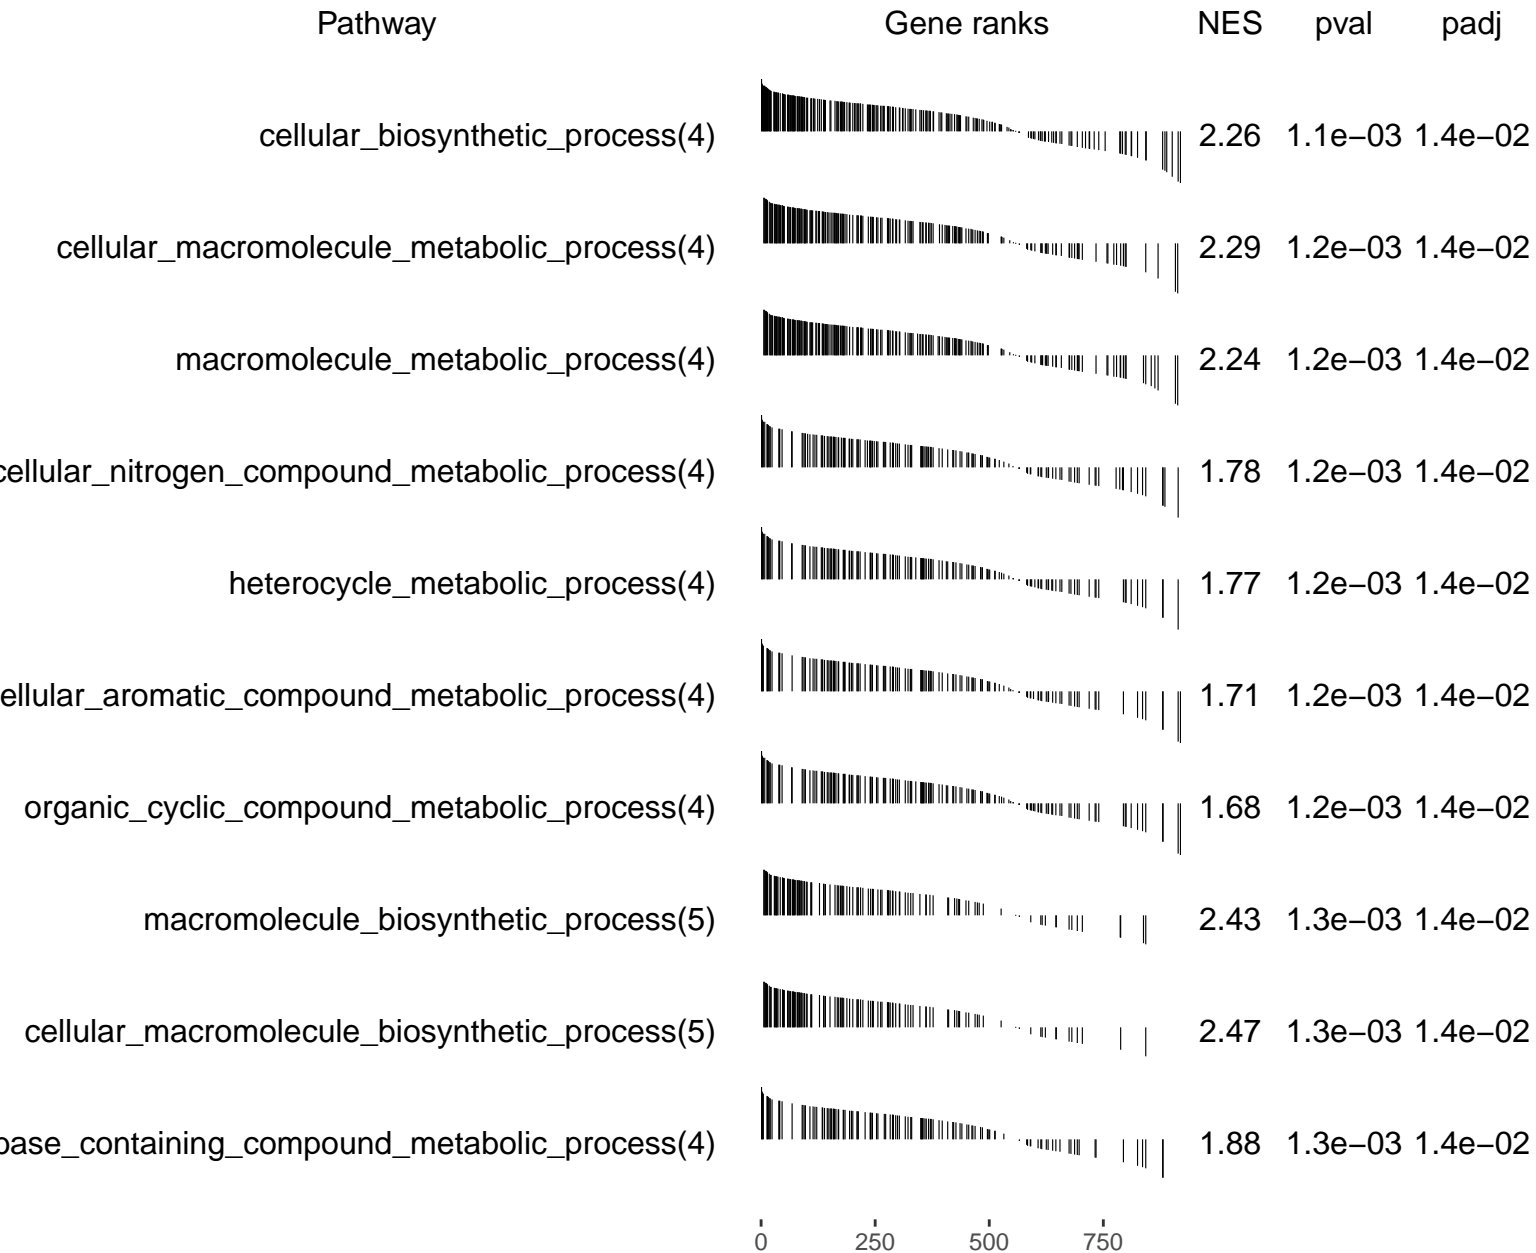 Pathway Gene ranks NES pval padj
cellular_biosynthetic_process(4) 2.26 1.1e−03 1.4e−02
cellular_macromolecule_metabolic_process(4) 2.29 1.2e−03 1.4e−02
macromolecule_metabolic_process(4) 2.24 1.2e−03 1.4e−02
cellular_nitrogen_compound_metabolic_process(4) 1.78 1.2e−03 1.4e−02
heterocycle_metabolic_process(4) 1.77 1.2e−03 1.4e−02
ellular_aromatic_compound_metabolic_process(4) 1.71 1.2e−03 1.4e−02
organic_cyclic_compound_metabolic_process(4) 1.68 1.2e−03 1.4e−02
macromolecule_biosynthetic_process(5) 2.43 1.3e−03 1.4e−02
cellular_macromolecule_biosynthetic_process(5) 2.47 1.3e−03 1.4e−02
base_containing_compound_metabolic_process(4) 1.88 1.3e−03 1.4e−02
0 250 500 750